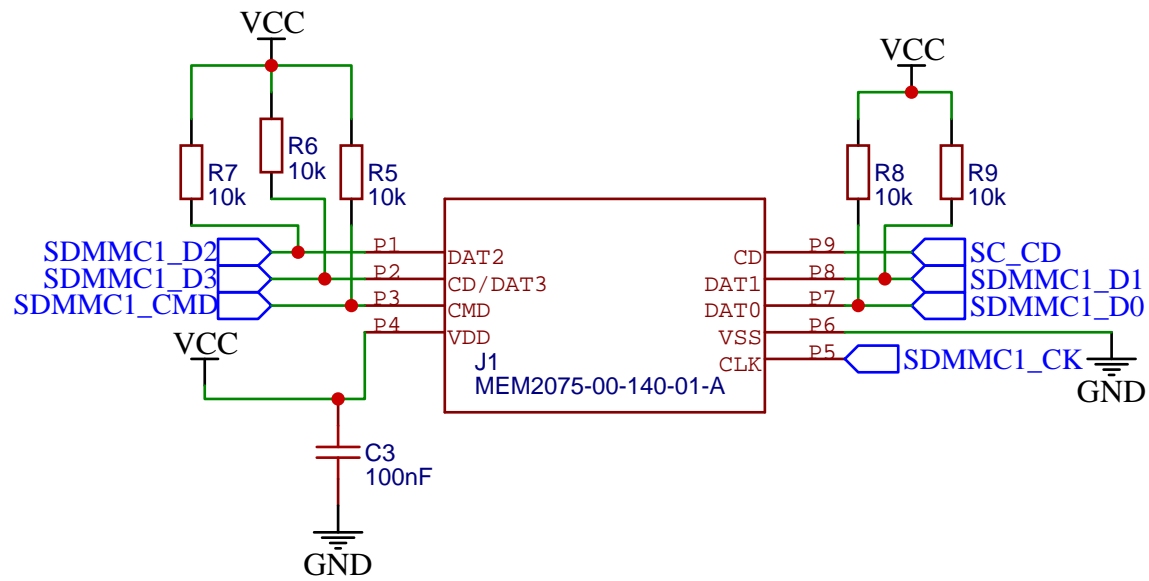 VCC
VCC
R6
10k
R7
10k
R5
10k
R8
10k
R9
10k
SDMMC1_D2
P1
DAT2
CD
P9
SC_CD
SDMMC1_D3
P2
CD/DAT3
DAT1
P8
SDMMC1_D1
SDMMC1_CMD
P3
CMD
DAT0
P7
SDMMC1_D0
P4
VDD
VSS
P6
VCC
J1
MEM2075-00-140-01-A
CLK
P5
SDMMC1_CK
GND
C3
100nF
GND